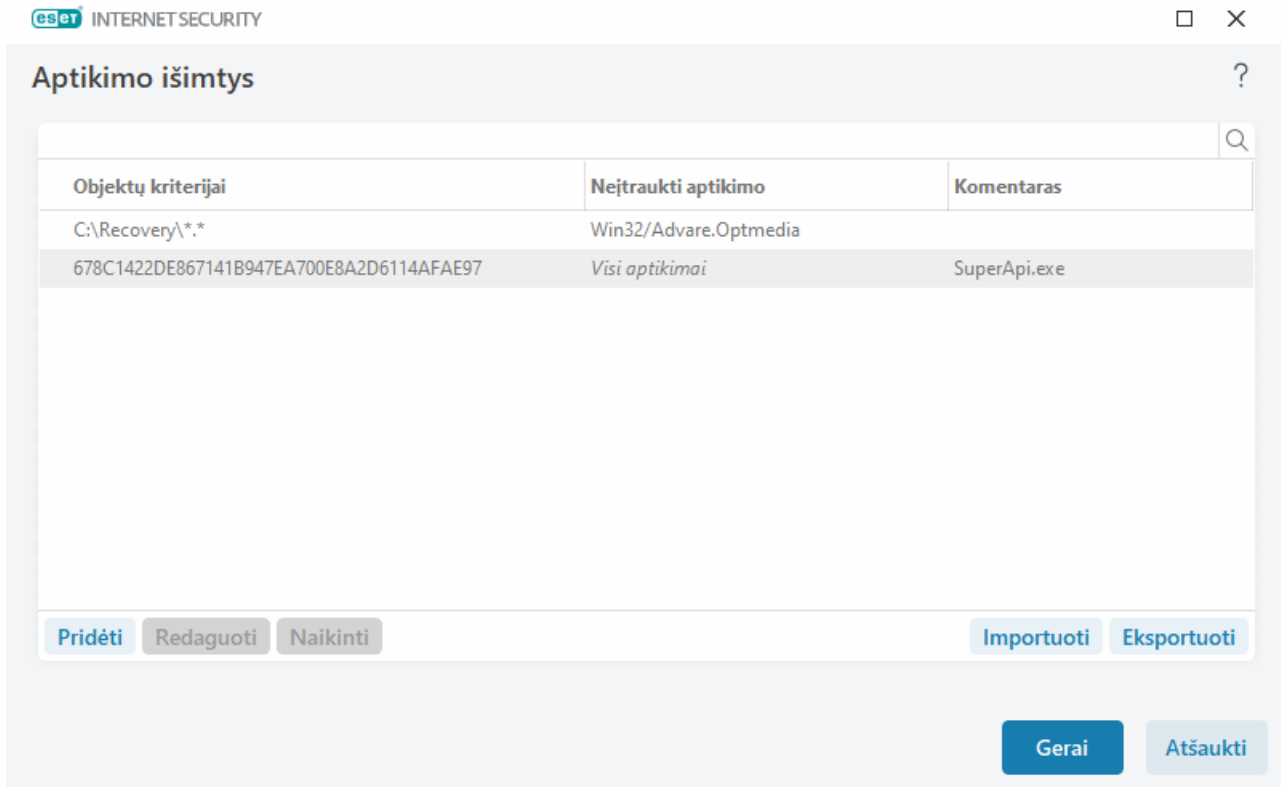 eset INTERNET SECURITY
Aptikimo išimtys
?
Objektų kriterijai Neįtraukti aptikimo Komentaras
C:\Recovery\*.* Win32/Advare.Optmedia
678C1422DE867141B947EA700E8A2D6114AFAE97 Visi aptikimai SuperApi.exe
Pridėti Redaguoti Naikinti Importuoti Eksportuoti
Gerai Atšaukti